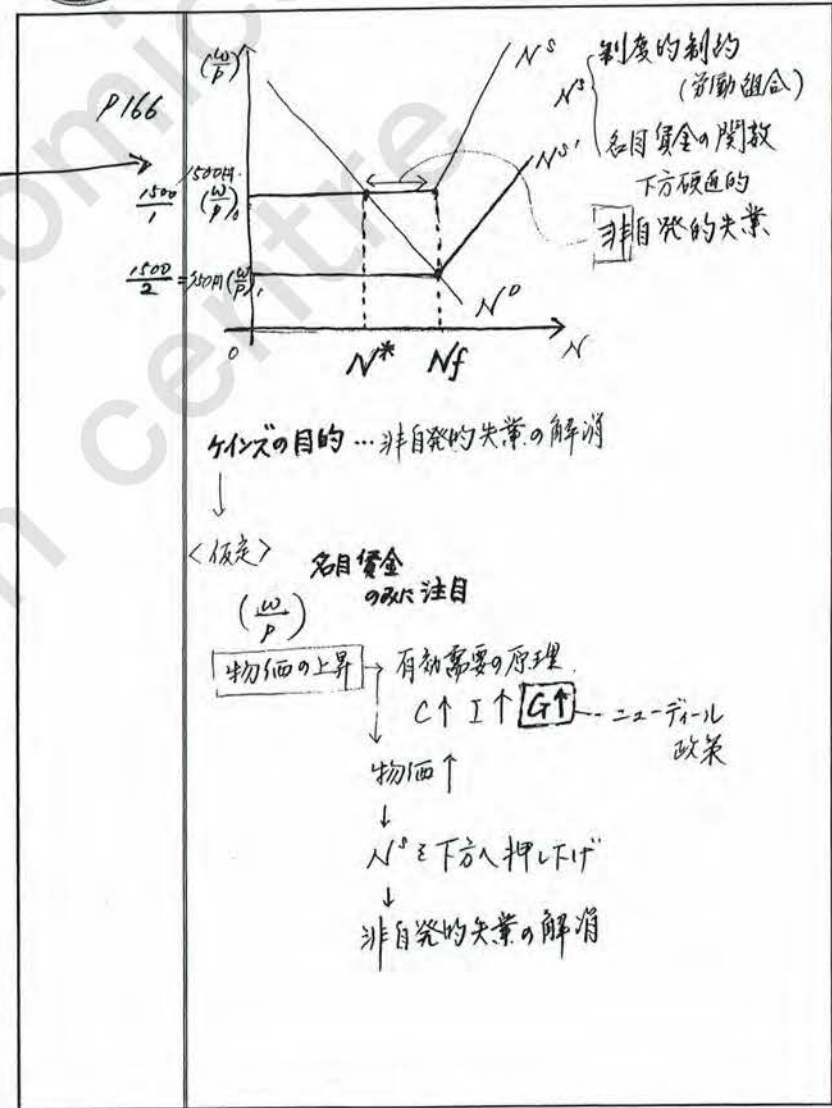 P166
(w/p)
N^S
N^S { 制度的制約
(労働組合)
名目賃金の関数
下方硬直的
N^S'
非自発的失業
1500円
1500/1 (w/p)₀
1500/2 = 750円 (w/p)₁
N^D
0
N* Nf
N
ケインズの目的…非自発的失業の解消
↓
<仮定>
名目賃金
のみに注目
(w/p)
物価の上昇 → 有効需要の原理
C↑ I↑ G↑ --- ニューディール
政策
↓
物価↑
↓
N^Sを下方へ押し下げ
↓
非自発的失業の解消